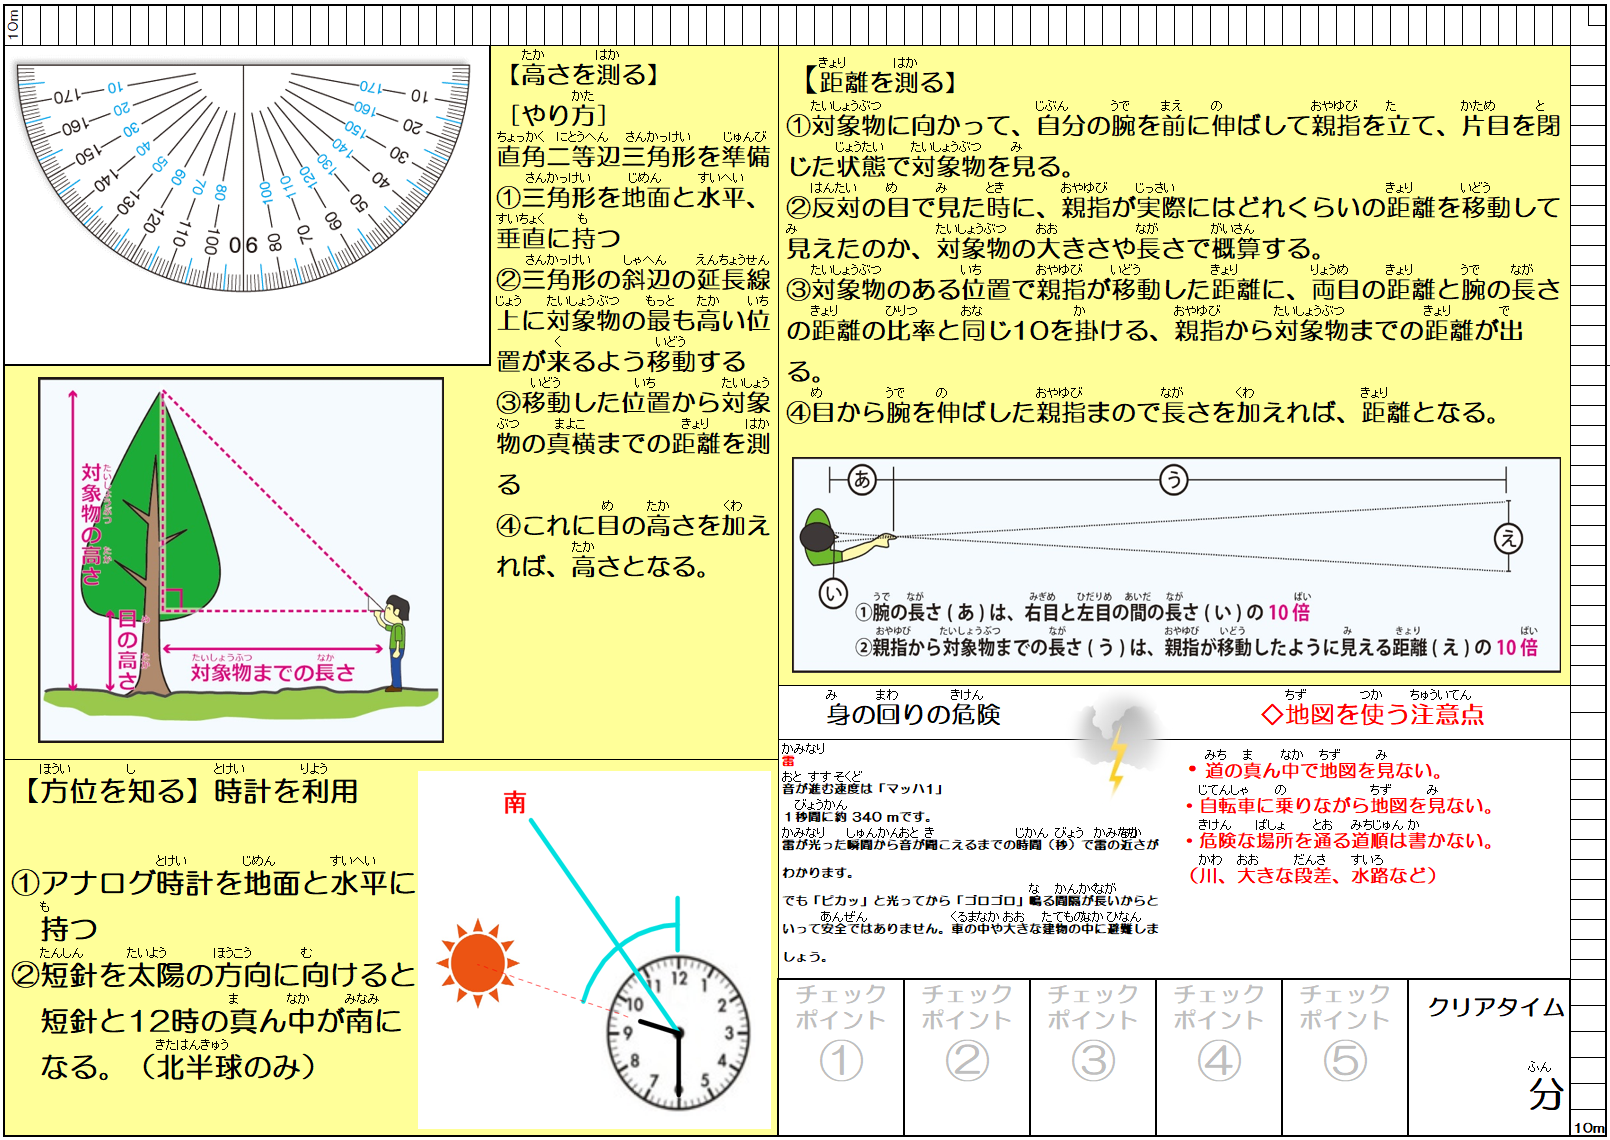 10m
10 20 30 40 50 60 70 80 90 100 110 120 130 140 150 160 170
170 160 150 140 130 120 110 100 80 70 60 50 40 30 20 10
【高さを測る】
［やり方］
直角二等辺三角形を準備
①三角形を地面と水平、
垂直に持つ
②三角形の斜辺の延長線
上に対象物の最も高い位
置が来るよう移動する
③移動した位置から対象
物の真横までの距離を測
る
④これに目の高さを加え
れば、高さとなる。
対象物の高さ
目の高さ
対象物までの長さ
【方位を知る】時計を利用
①アナログ時計を地面と水平に
持つ
②短針を太陽の方向に向けると
短針と12時の真ん中が南に
なる。（北半球のみ）
南
12
1
2
3
4
5
6
7
8
9
10
11
【距離を測る】
①対象物に向かって、自分の腕を前に伸ばして親指を立て、片目を閉
じた状態で対象物を見る。
②反対の目で見た時に、親指が実際にはどれくらいの距離を移動して
見えたのか、対象物の大きさや長さで概算する。
③対象物のある位置で親指が移動した距離に、両目の距離と腕の長さ
の距離の比率と同じ10を掛ける、親指から対象物までの距離が出
る。
④目から腕を伸ばした親指まので長さを加えれば、距離となる。
あ
う
え
い
①腕の長さ(あ)は、右目と左目の間の長さ(い)の10倍
②親指から対象物までの長さ(う)は、親指が移動したように見える距離(え)の10倍
身の回りの危険
雷
音が進む速度は「マッハ1」
１秒間に約 340 mです。
雷が光った瞬間から音が聞こえるまでの時間（秒）で雷の近さが
わかります。
でも「ピカッ」と光ってから「ゴロゴロ」鳴る間隔が長いからと
いって安全ではありません。車の中や大きな建物の中に避難しま
しょう。
◇地図を使う注意点
・道の真ん中で地図を見ない。
・自転車に乗りながら地図を見ない。
・危険な場所を通る道順は書かない。
（川、大きな段差、水路など）
チェックポイント①
チェックポイント②
チェックポイント③
チェックポイント④
チェックポイント⑤
クリアタイム
分
10m